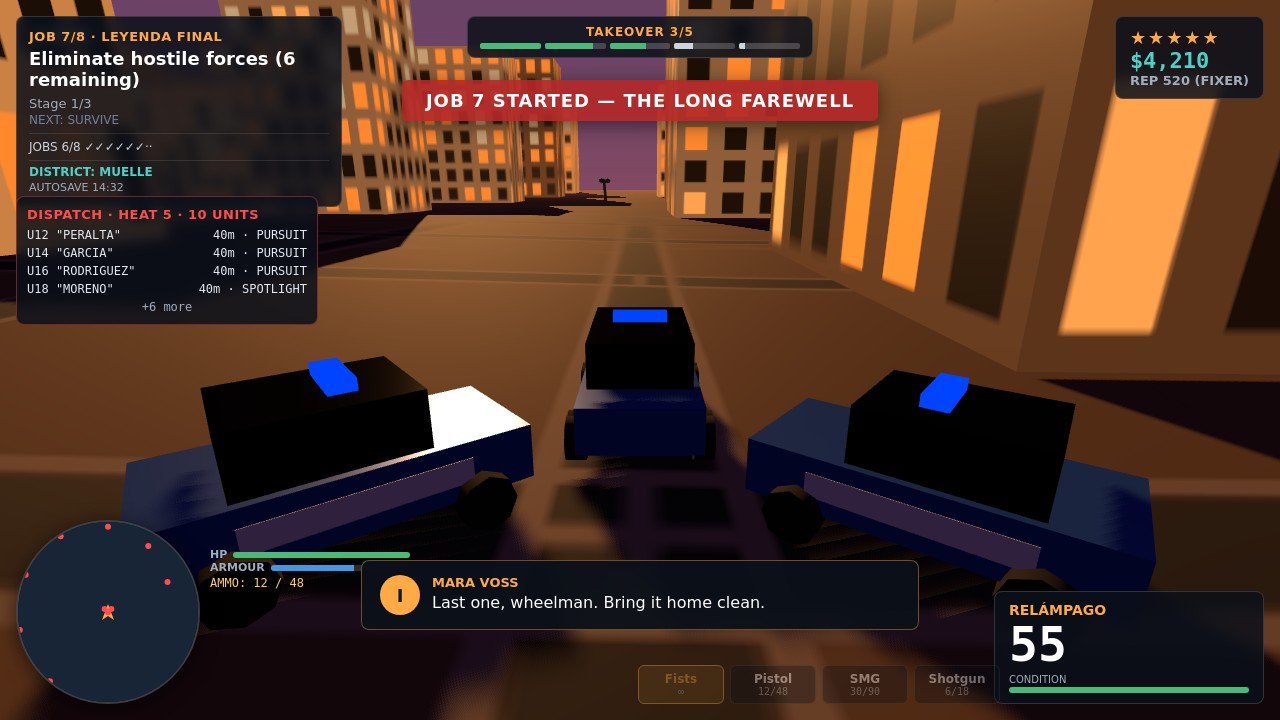 JOB 7/8 · LEYENDA FINAL
Eliminate hostile forces (6
remaining)
Stage 1/3
NEXT: SURVIVE
JOBS 6/8 ✓✓✓✓✓✓··
DISTRICT: MUELLE
AUTOSAVE 14:32
DISPATCH · HEAT 5 · 10 UNITS
U12 "PERALTA" 40m · PURSUIT
U14 "GARCIA" 40m · PURSUIT
U16 "RODRIGUEZ" 40m · PURSUIT
U18 "MORENO" 40m · SPOTLIGHT
+6 more
TAKEOVER 3/5
JOB 7 STARTED — THE LONG FAREWELL
★★★★★
$4,210
REP 520 (FIXER)
HP
ARMOUR
AMMO: 12 / 48
I
MARA VOSS
Last one, wheelman. Bring it home clean.
Fists
∞
Pistol
12/48
SMG
30/90
Shotgun
6/18
RELÁMPAGO
55
CONDITION